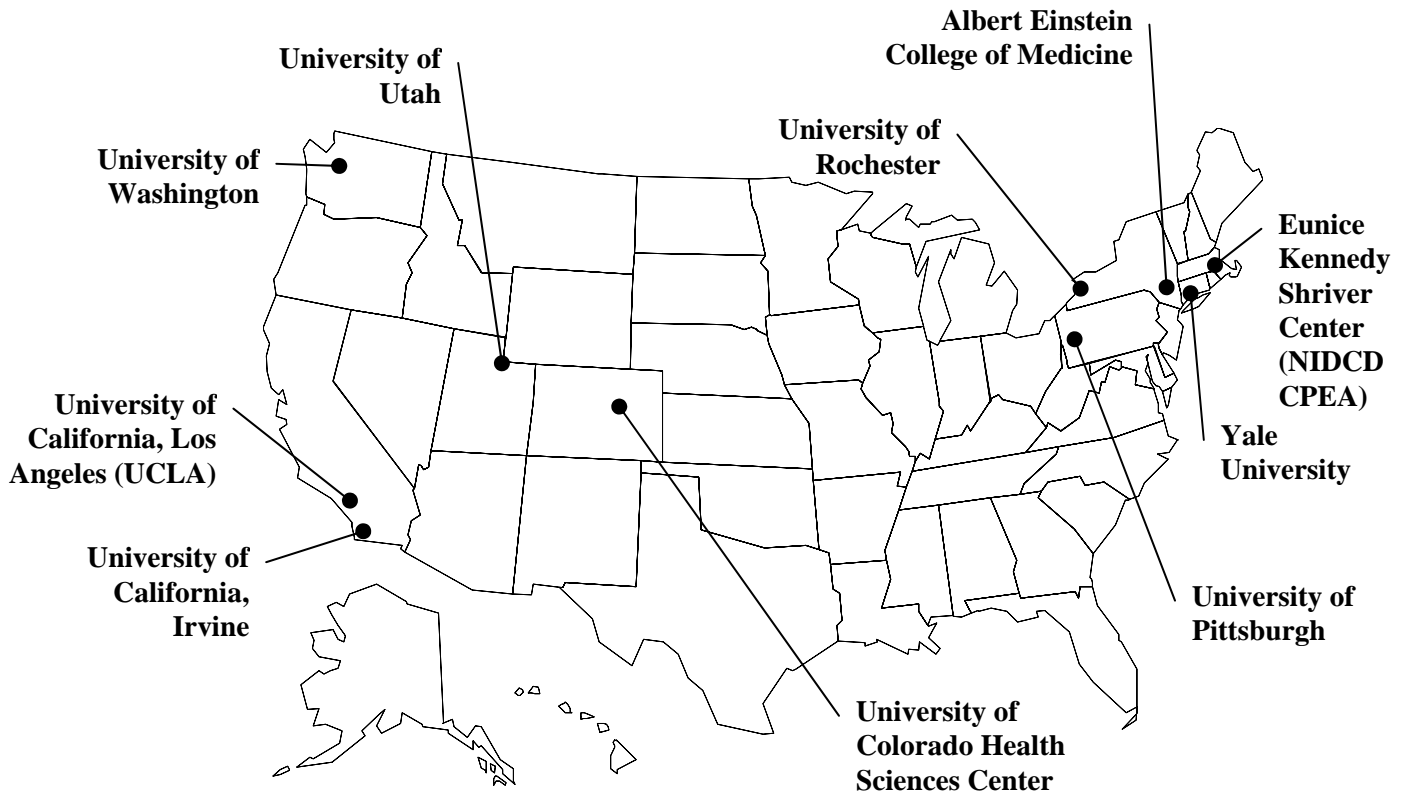 Albert Einstein
College of Medicine
University of
Utah
University of
Rochester
University of
Washington
Eunice
Kennedy
Shriver
Center
(NIDCD
CPEA)
University of
California, Los
Angeles (UCLA)
Yale
University
University of
California,
Irvine
University of
Pittsburgh
University of
Colorado Health
Sciences Center